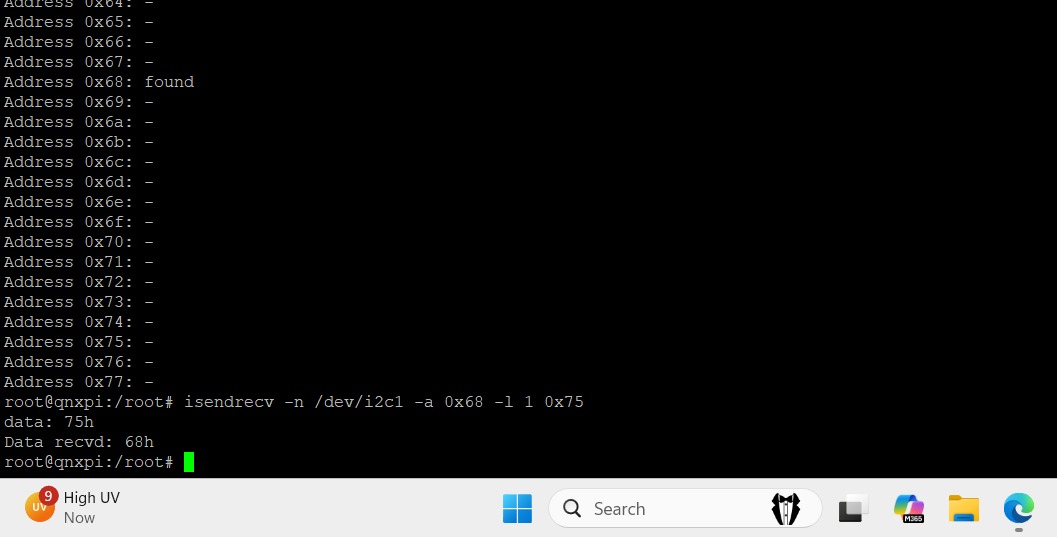 Address 0x64: -
Address 0x65: -
Address 0x66: -
Address 0x67: -
Address 0x68: found
Address 0x69: -
Address 0x6a: -
Address 0x6b: -
Address 0x6c: -
Address 0x6d: -
Address 0x6e: -
Address 0x6f: -
Address 0x70: -
Address 0x71: -
Address 0x72: -
Address 0x73: -
Address 0x74: -
Address 0x75: -
Address 0x76: -
Address 0x77: -
root@qnxpi:/root# isendrecv -n /dev/i2c1 -a 0x68 -l 1 0x75
data: 75h
Data recvd: 68h
root@qnxpi:/root#
9
UV
High UV
Now
Search
M365